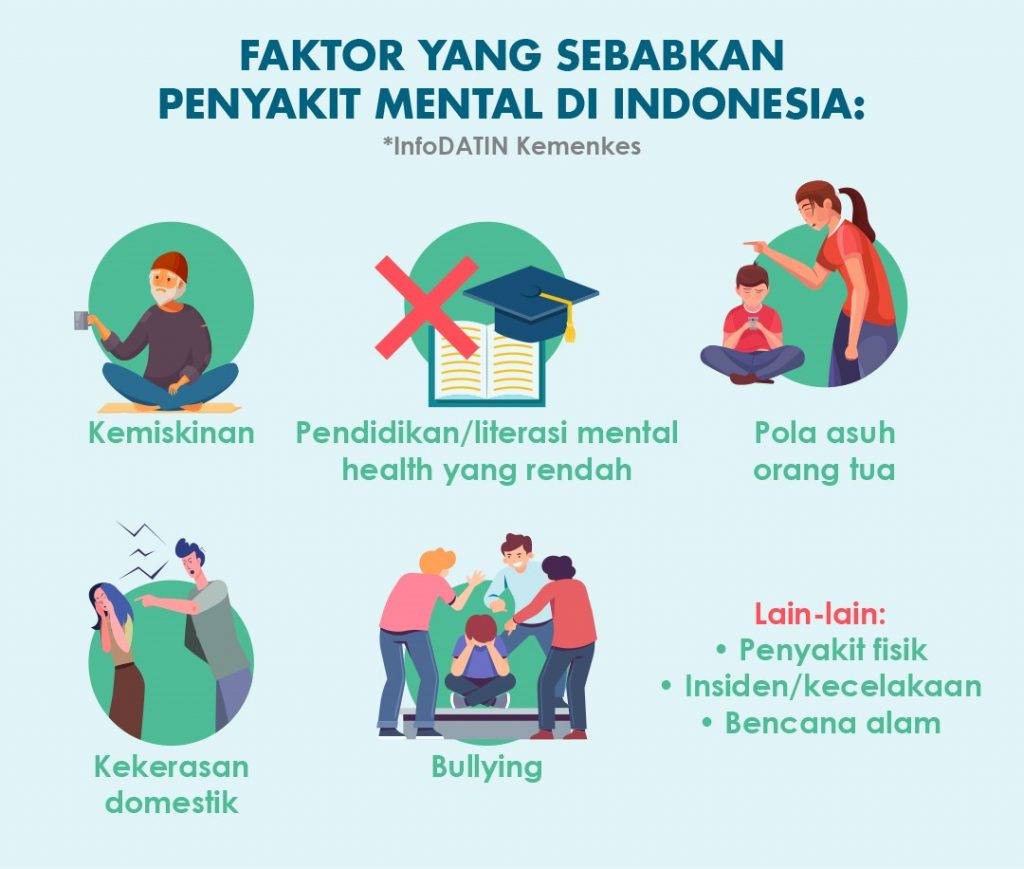 FAKTOR YANG SEBABKAN
PENYAKIT MENTAL DI INDONESIA:
*InfoDATIN Kemenkes
Kemiskinan
Pendidikan/literasi mental
health yang rendah
Pola asuh
orang tua
Kekerasan
domestik
Bullying
Lain-lain:
• Penyakit fisik
• Insiden/kecelakaan
• Bencana alam